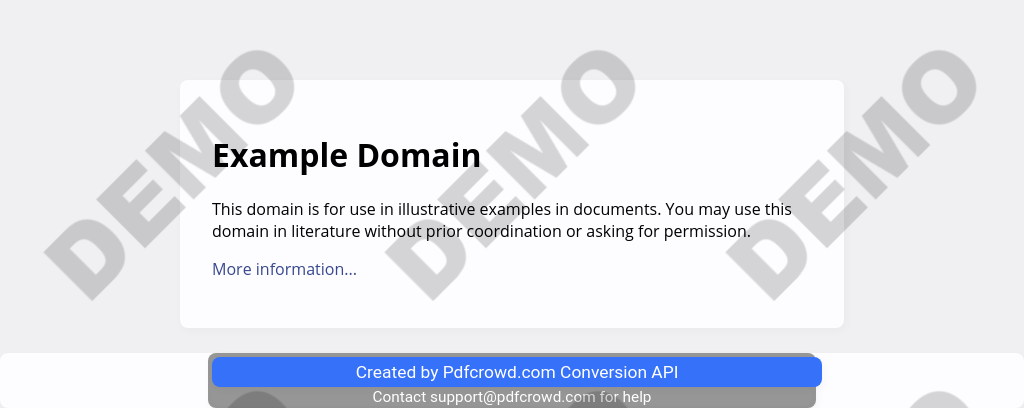 DEMO DEMO DEMO
Example Domain
This domain is for use in illustrative examples in documents. You may use this
domain in literature without prior coordination or asking for permission.
More information...
Created by Pdfcrowd.com Conversion API
Contact support@pdfcrowd.com for help